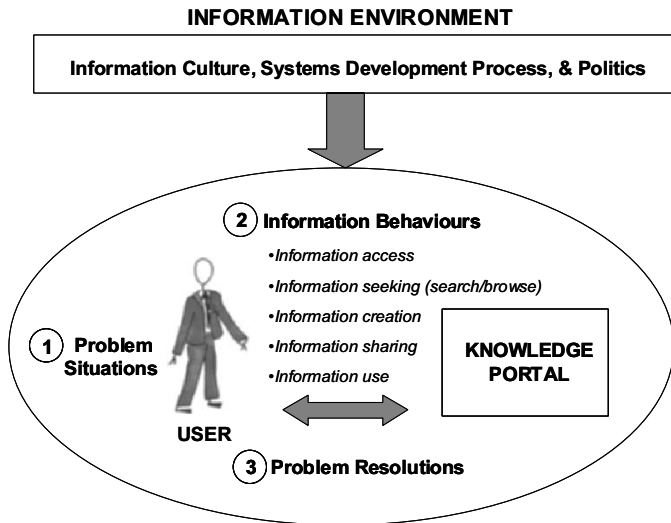 INFORMATION ENVIRONMENT
Information Culture, Systems Development Process, & Politics
2 Information Behaviours
•Information access
•Information seeking (search/browse)
•Information creation
•Information sharing
•Information use
1 Problem
Situations
KNOWLEDGE
PORTAL
USER
3 Problem Resolutions